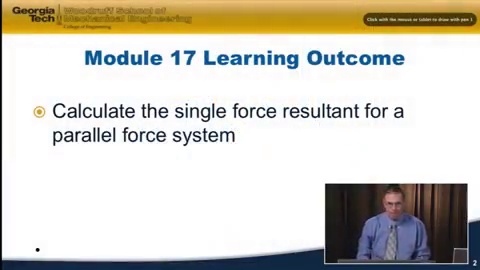 Georgia Tech
Woodruff School of
Mechanical Engineering
College of Engineering
Click with the mouse or tablet to draw with pen 1
Module 17 Learning Outcome
Calculate the single force resultant for a
parallel force system
2